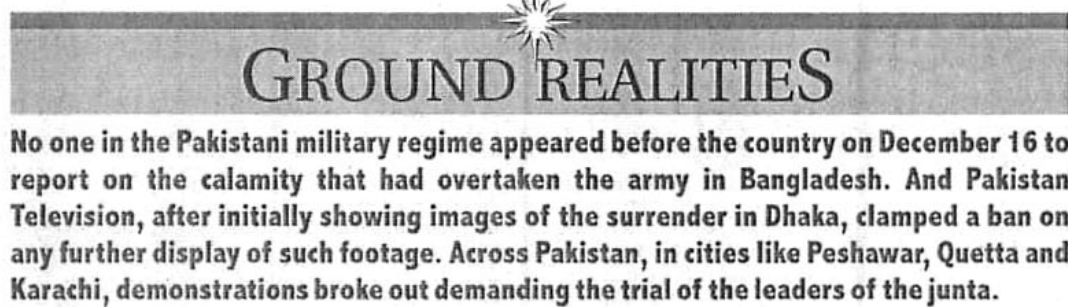 GROUND REALITIES
No one in the Pakistani military regime appeared before the country on December 16 to
report on the calamity that had overtaken the army in Bangladesh. And Pakistan
Television, after initially showing images of the surrender in Dhaka, clamped a ban on
any further display of such footage. Across Pakistan, in cities like Peshawar, Quetta and
Karachi, demonstrations broke out demanding the trial of the leaders of the junta.